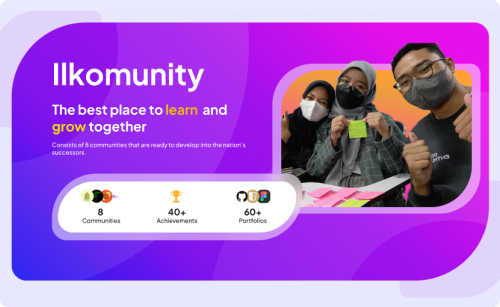 Ilkomunity
The best place to learn and
grow together
Consists of 8 communities that are ready to develop into the nation's
successors.
8
Communities
40+
Achievements
60+
Portfolios